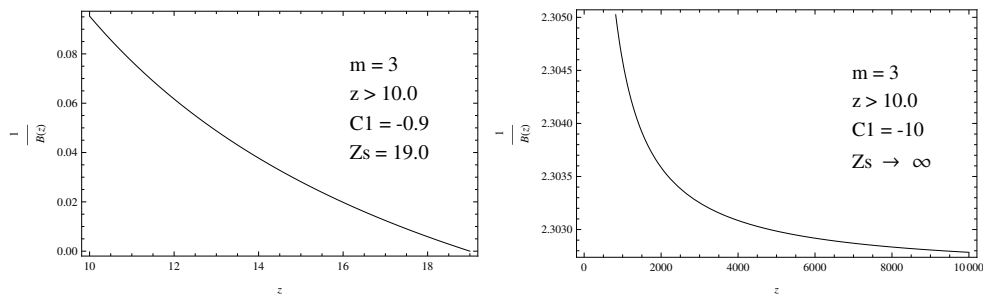 0.08
0.06
0.04
0.02
0.00
1
B(z)
m = 3
z > 10.0
C1 = -0.9
Zs = 19.0
10 12 14 16 18
z
2.3050
2.3045
2.3040
2.3035
2.3030
1
B(z)
m = 3
z > 10.0
C1 = -10
Zs → ∞
0 2000 4000 6000 8000 10000
z